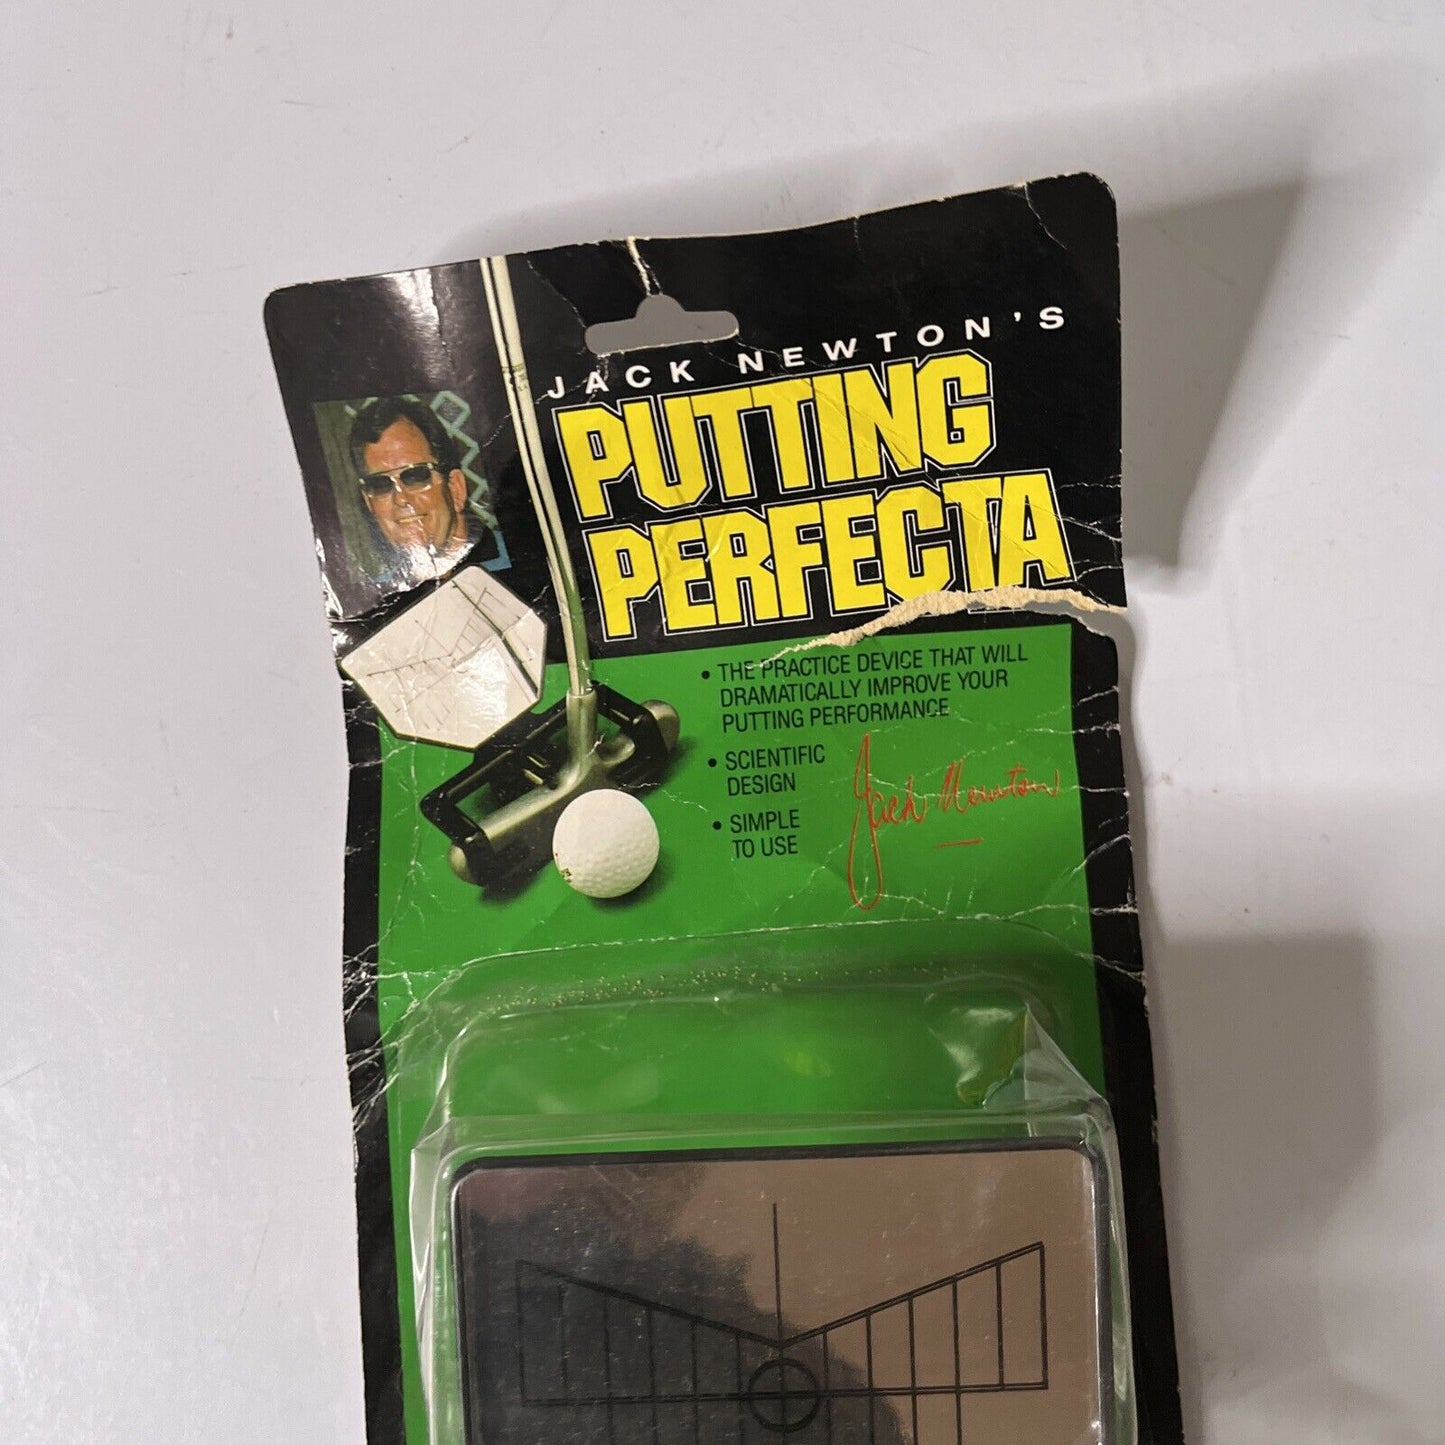 JACK NEWTON'S
PUTTING
PERFECTA
• THE PRACTICE DEVICE THAT WILL
DRAMATICALLY IMPROVE YOUR
PUTTING PERFORMANCE
• SCIENTIFIC
DESIGN
• SIMPLE
TO USE
Jack Newton